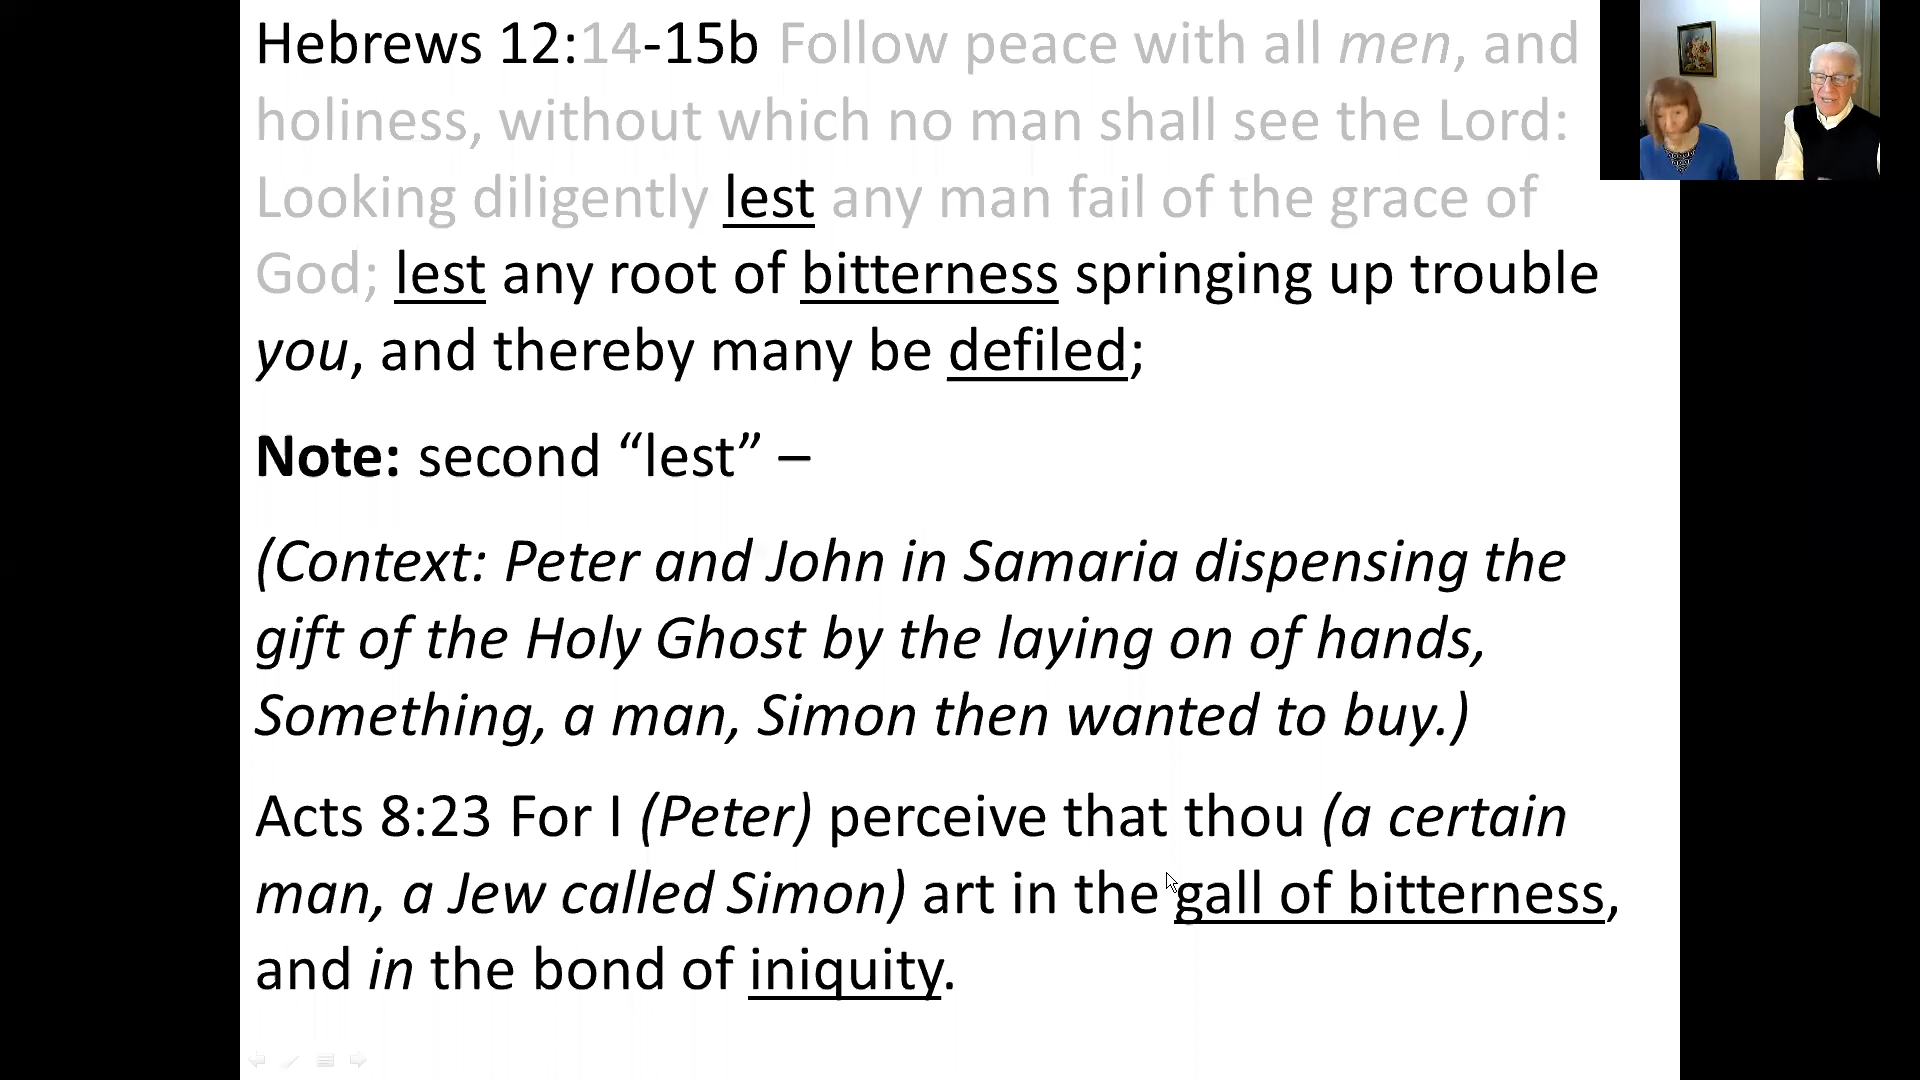 Hebrews 12:14-15b Follow peace with all men, and
holiness, without which no man shall see the Lord:
Looking diligently lest any man fail of the grace of
God; lest any root of bitterness springing up trouble
you, and thereby many be defiled;
Note: second “lest” –
(Context: Peter and John in Samaria dispensing the
gift of the Holy Ghost by the laying on of hands,
Something, a man, Simon then wanted to buy.)
Acts 8:23 For I (Peter) perceive that thou (a certain
man, a Jew called Simon) art in the gall of bitterness,
and in the bond of iniquity.